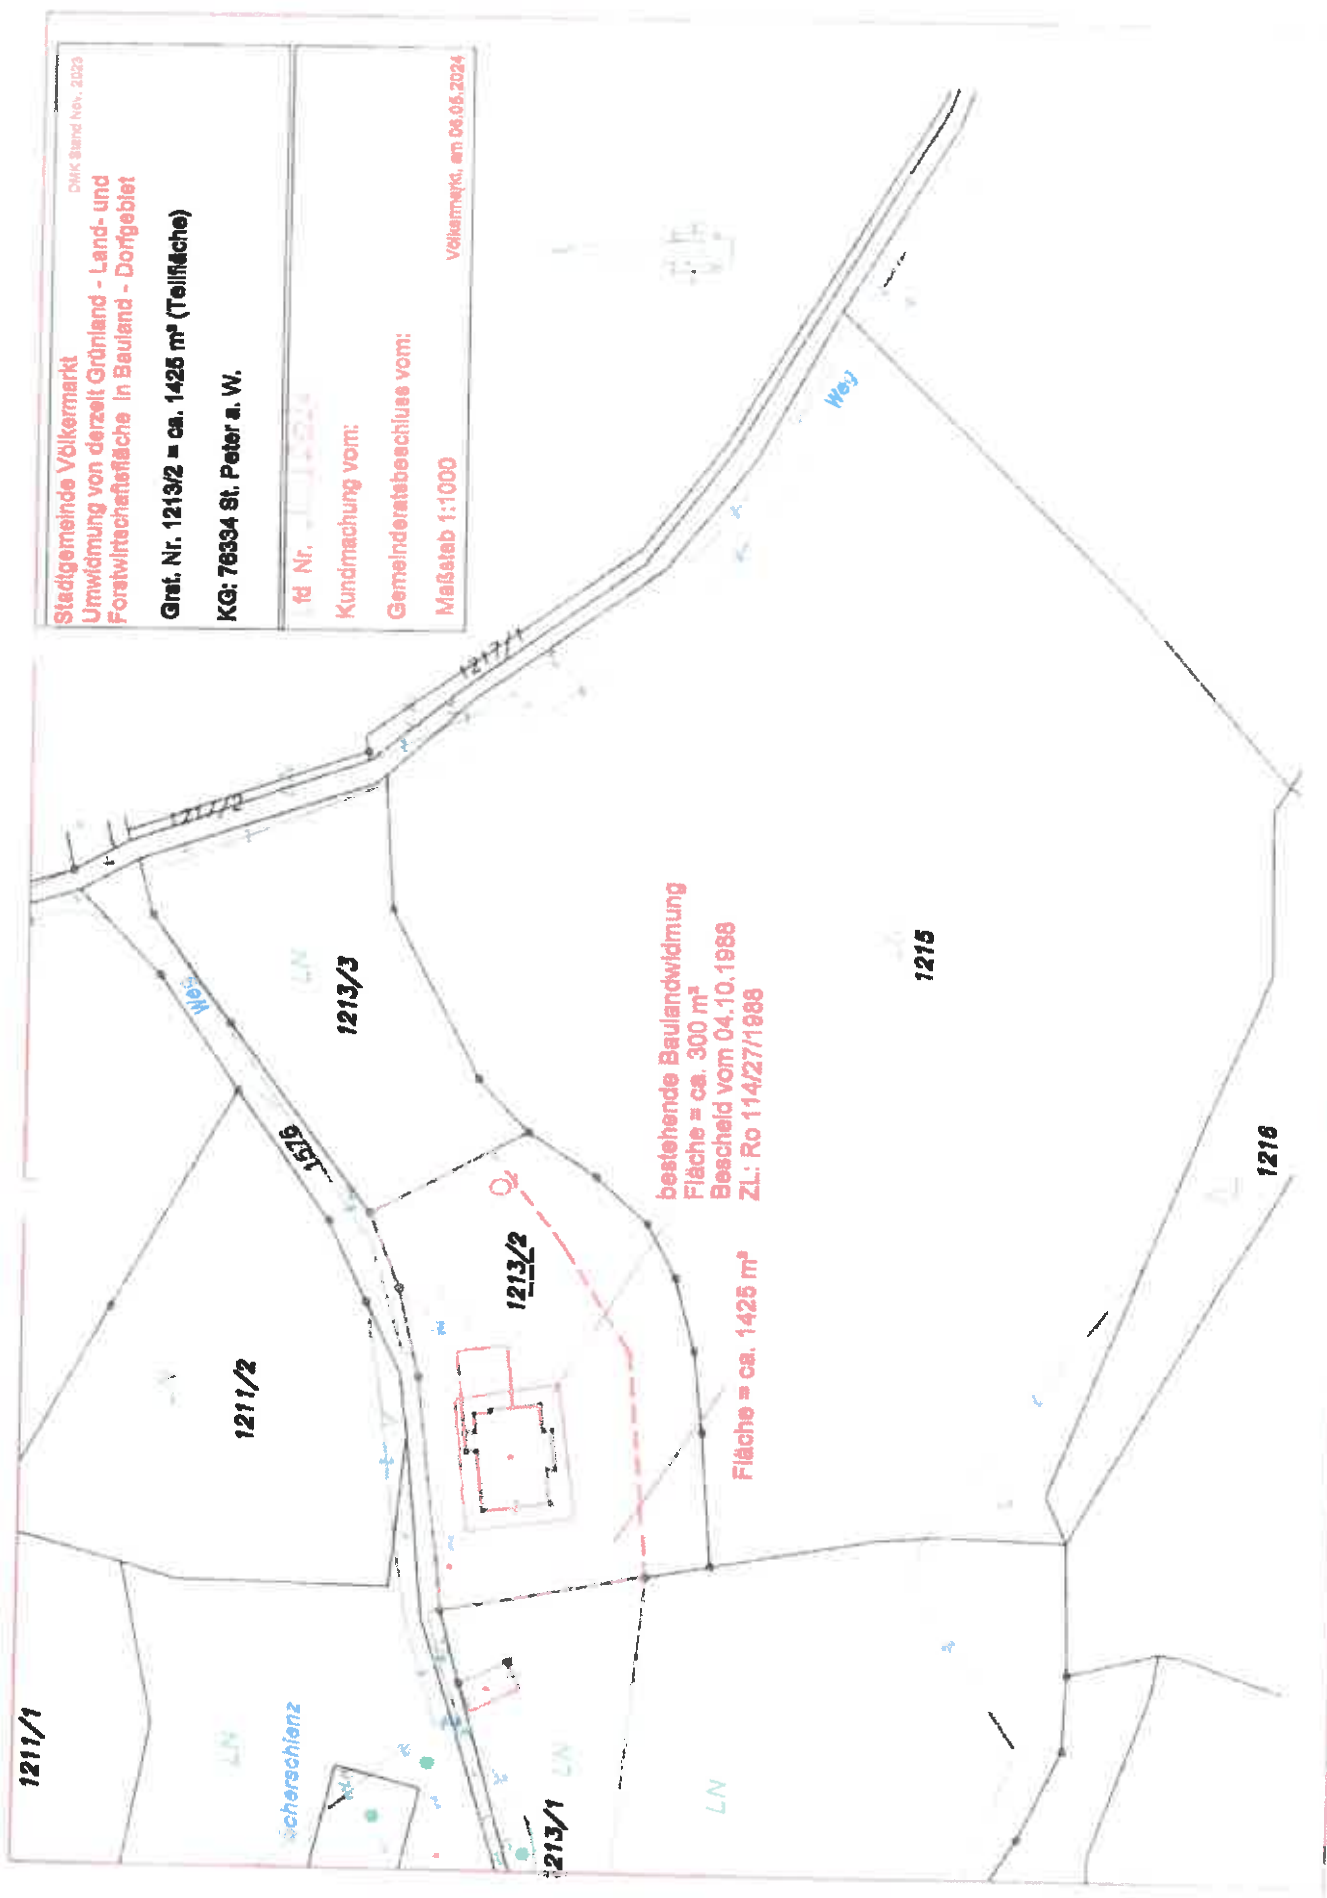 Stadtgemeinde Völkermarkt
DMK Stand Nov. 2023
Umwidmung von derzeit Grünland - Land- und
Forstwirtschaftsfläche in Bauland - Dorfgebiet
Grst. Nr. 1213/2 = ca. 1425 m² (Teilfläche)
KG: 76334 St. Peter a. W.
fd Nr.
Kundmachung vom:
Gemeinderatsbeschluss vom:
Maßstab 1:1000
Völkermarkt, am 06.05.2024
1217/1
1217/2
Weg
Weg
LN
1213/3
1576
1213/2
bestehende Baulandwidmung
Fläche = ca. 300 m²
Bescheid vom 04.10.1988
ZL: Ro 114/27/1988
Fläche = ca. 1425 m²
1215
1216
1211/2
1211/1
LN
cherschienz
LN
LN
213/1